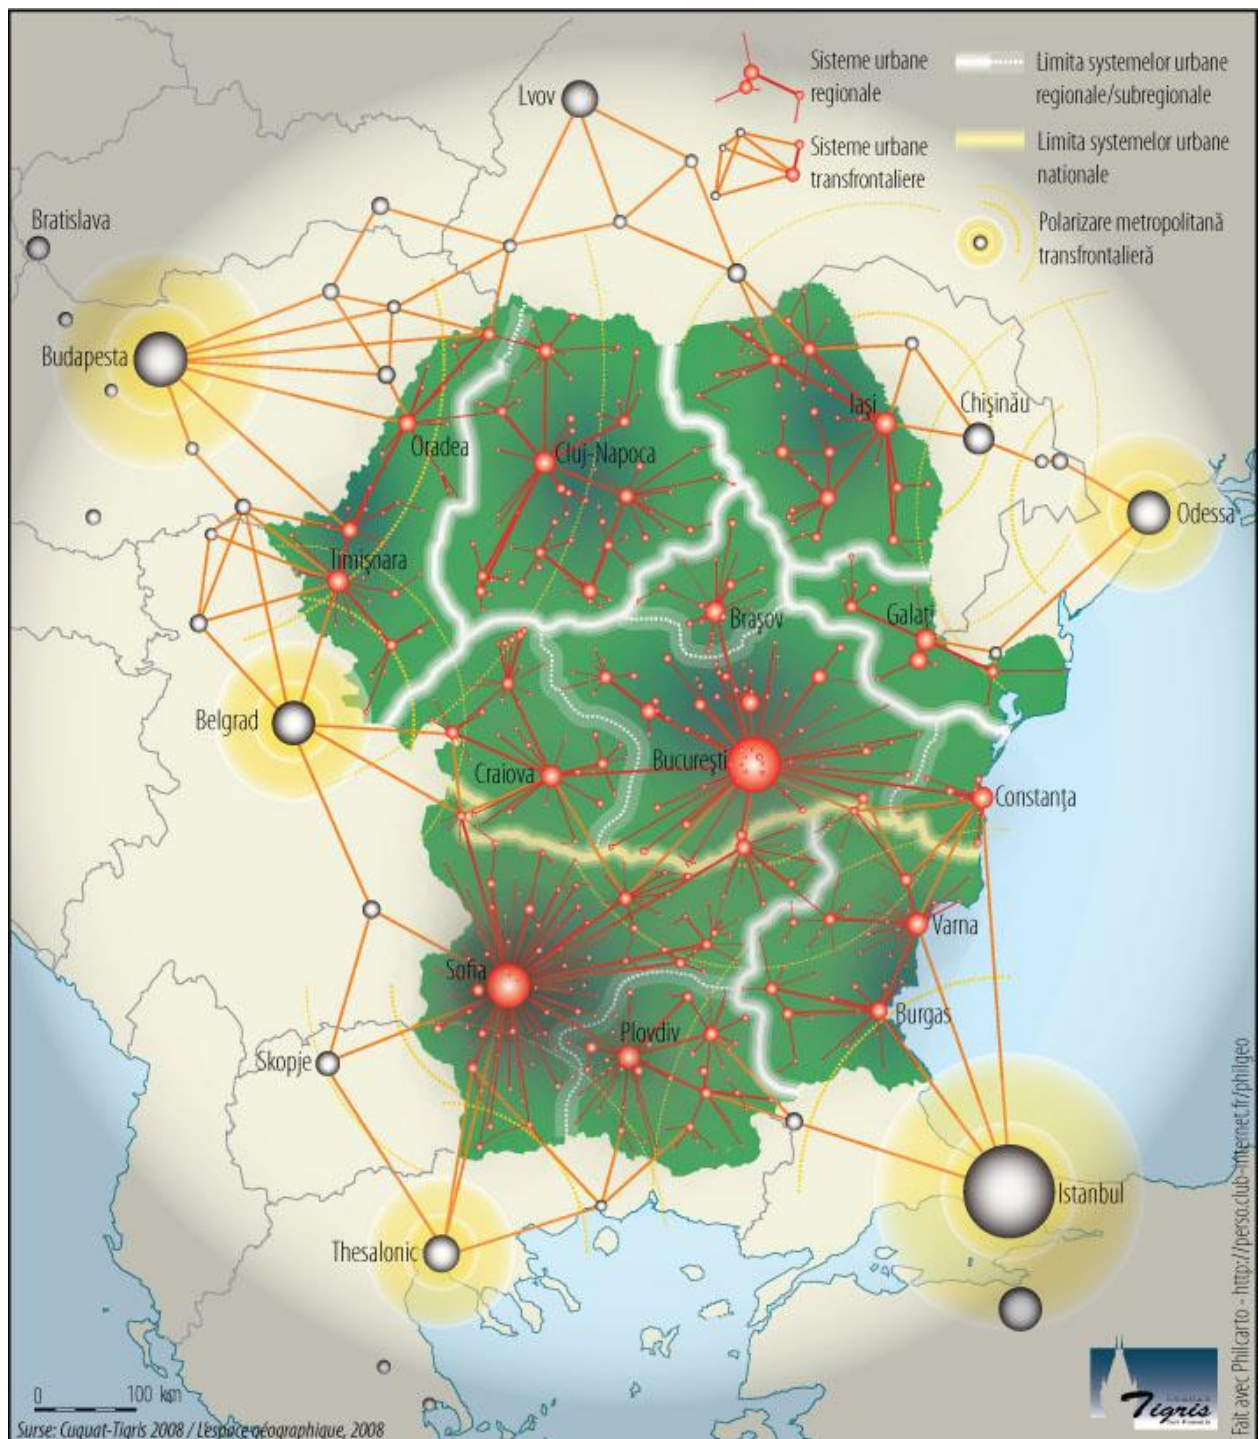 Lvov
Sisteme urbane
regionale
Sisteme urbane
transfrontaliere
Limita systemelor urbane
regionale/subregionale
Limita systemelor urbane
nationale
Polarizare metropolitană
transfrontalieră
Bratislava
Budapesta
Oradea
Cluj-Napoca
Iaşi
Chişinău
Odessa
Timişnara
Braşov
Galaţi
Belgrad
Bucureşti
Craiova
Constanţa
Varna
Sofia
Burgas
Plovdiv
Skopje
Istanbul
Thesalonic
0 100 km
Surse: Cuguat-Tigris 2008 / L'espace géographique, 2008
Tigris
Fait avec Philcarto - http://perso.club-internet.fr/philgeo